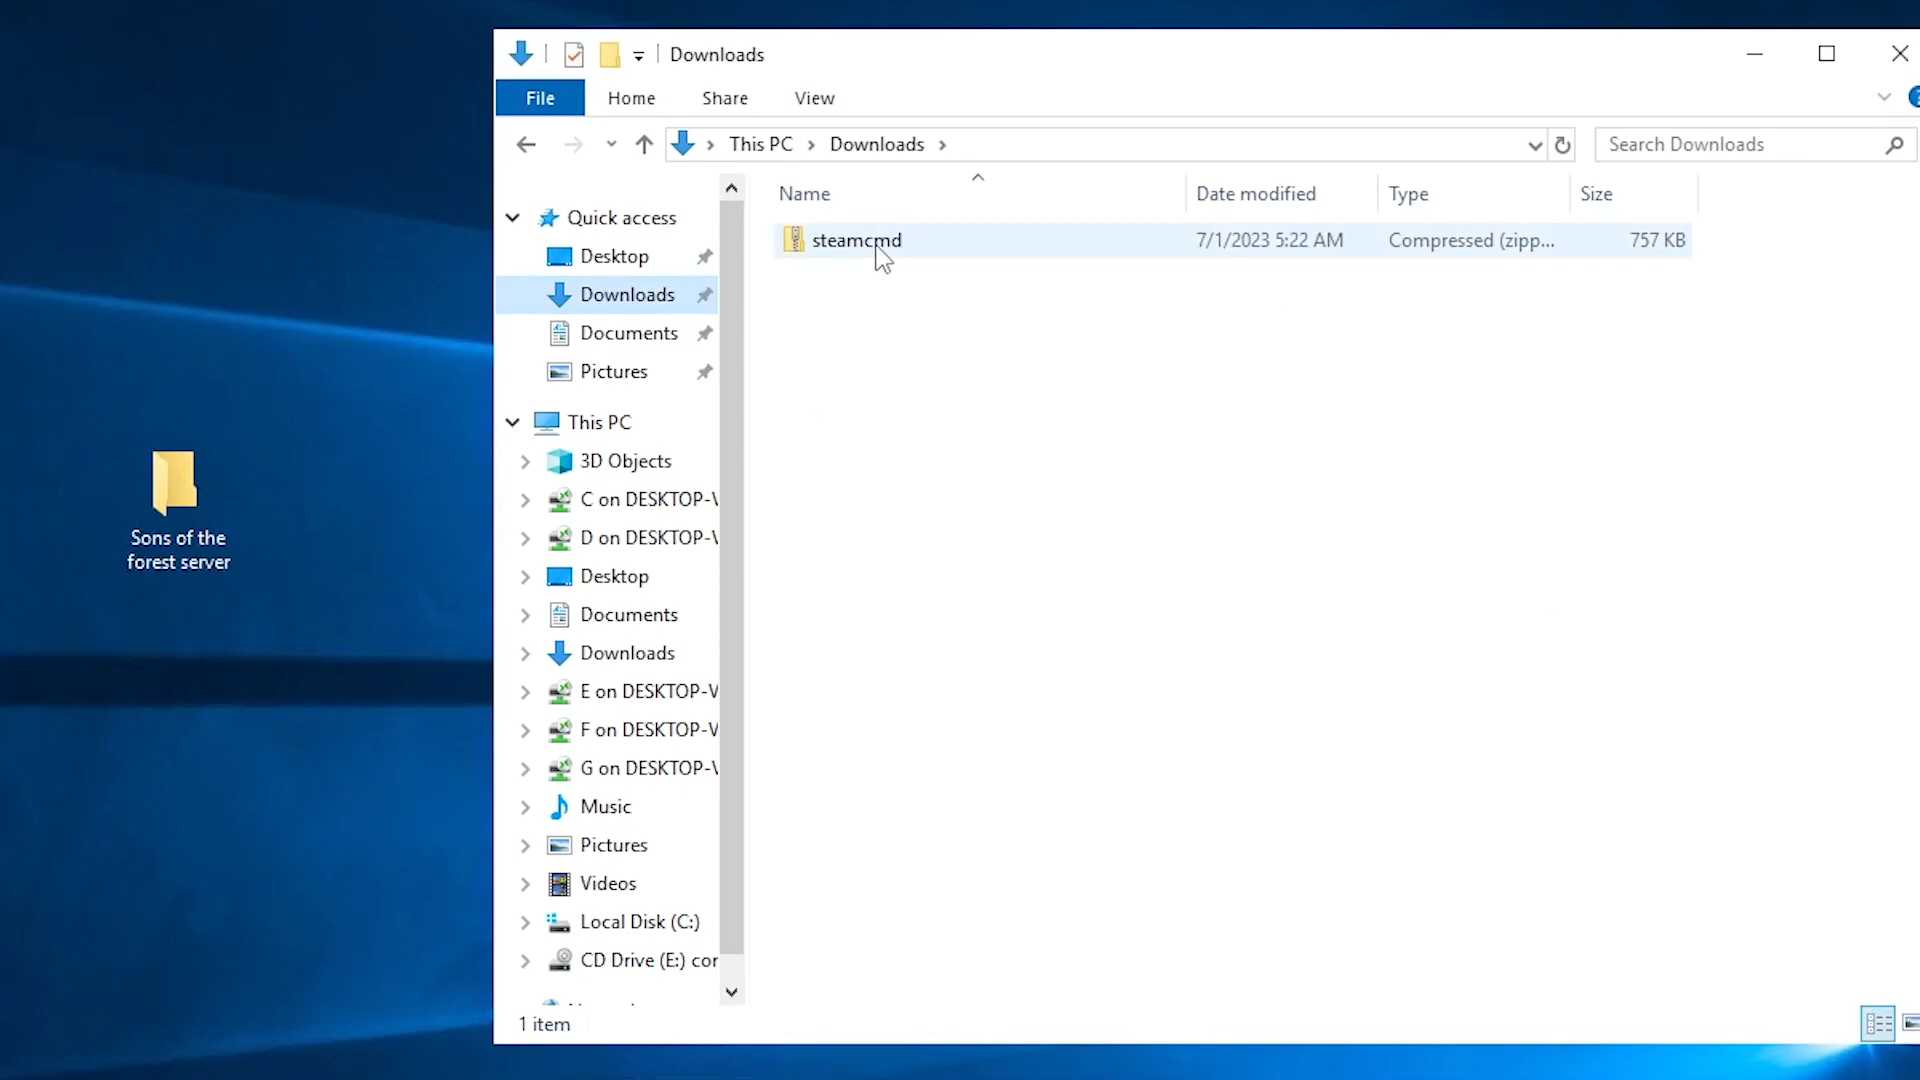 Downloads
File
Home
Share
View
This PC
Downloads
Search Downloads
Name
Date modified
Type
Size
steamcmd
7/1/2023 5:22 AM
Compressed (zipp...
757 KB
Quick access
Desktop
Downloads
Documents
Pictures
This PC
3D Objects
C on DESKTOP-V
D on DESKTOP-V
Desktop
Documents
Downloads
E on DESKTOP-V
F on DESKTOP-V
G on DESKTOP-V
Music
Pictures
Videos
Local Disk (C:)
CD Drive (E:) cor
1 item
Sons of the
forest server